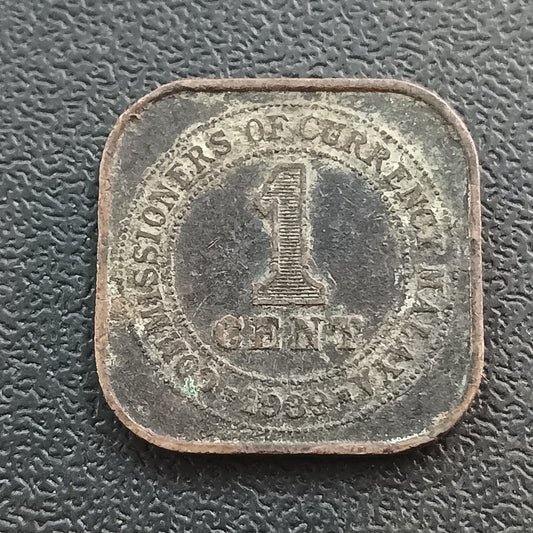 COMMISSIONERS OF CURRENCY MALAYA
1
CENT
1939